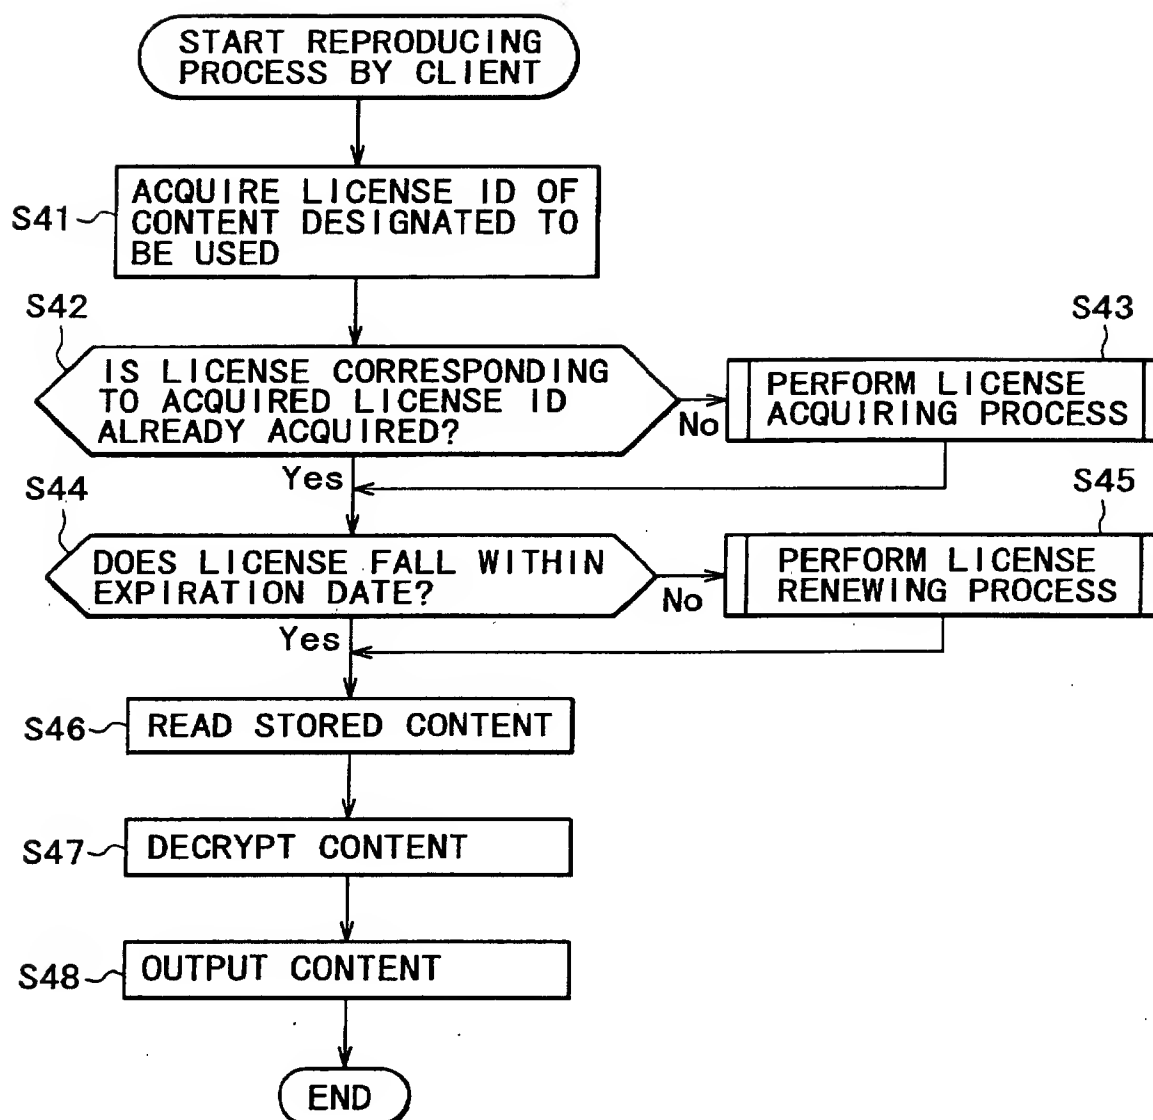 START REPRODUCING
PROCESS BY CLIENT
S41
ACQUIRE LICENSE ID OF
CONTENT DESIGNATED TO
BE USED
S42
IS LICENSE CORRESPONDING
TO ACQUIRED LICENSE ID
ALREADY ACQUIRED?
No
S43
PERFORM LICENSE
ACQUIRING PROCESS
Yes
S44
DOES LICENSE FALL WITHIN
EXPIRATION DATE?
No
S45
PERFORM LICENSE
RENEWING PROCESS
Yes
S46
READ STORED CONTENT
S47
DECRYPT CONTENT
S48
OUTPUT CONTENT
END